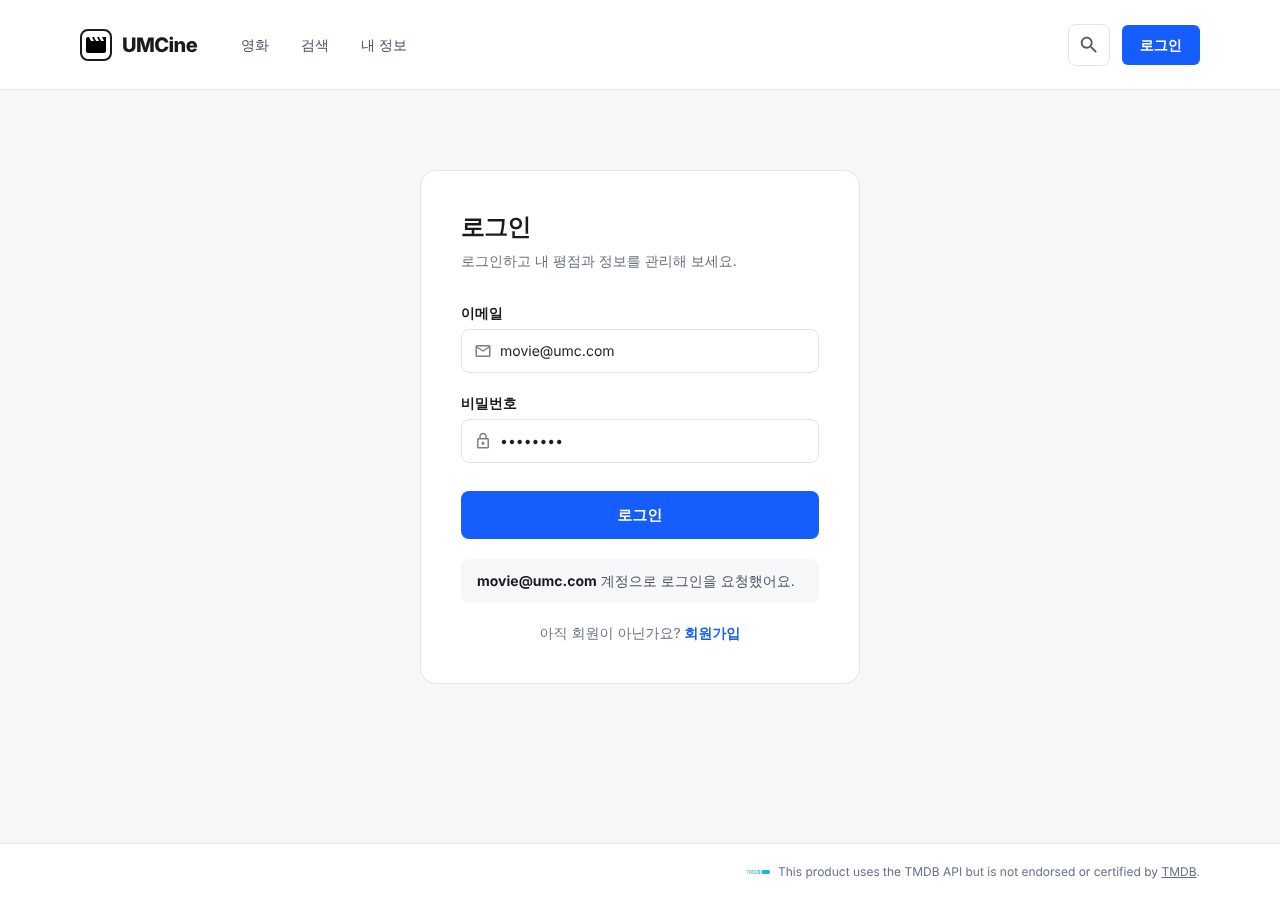 UMCine 영화 검색 내 정보 로그인
로그인
로그인하고 내 평점과 정보를 관리해 보세요.
이메일
movie@umc.com
비밀번호
••••••••
로그인
movie@umc.com 계정으로 로그인을 요청했어요.
아직 회원이 아닌가요? 회원가입
TMDB This product uses the TMDB API but is not endorsed or certified by TMDB.